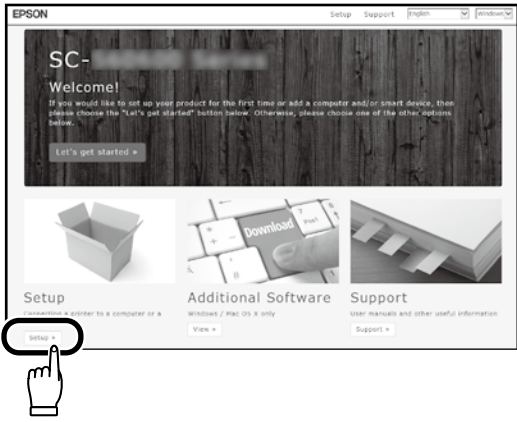 EPSON
Setup Support English Windows
SC-
Welcome!
If you would like to set up your product for the first time or add a computer and/or smart device, then
please choose the "Let's get started" button below. Otherwise, please choose one of the other options
below.
Let's get started »
7
Post
Download
Setup
Additional Software
Support
Connecting a printer to a computer or a
Windows / Mac OS X only
User manuals and other useful information
Setup »
View »
Support »